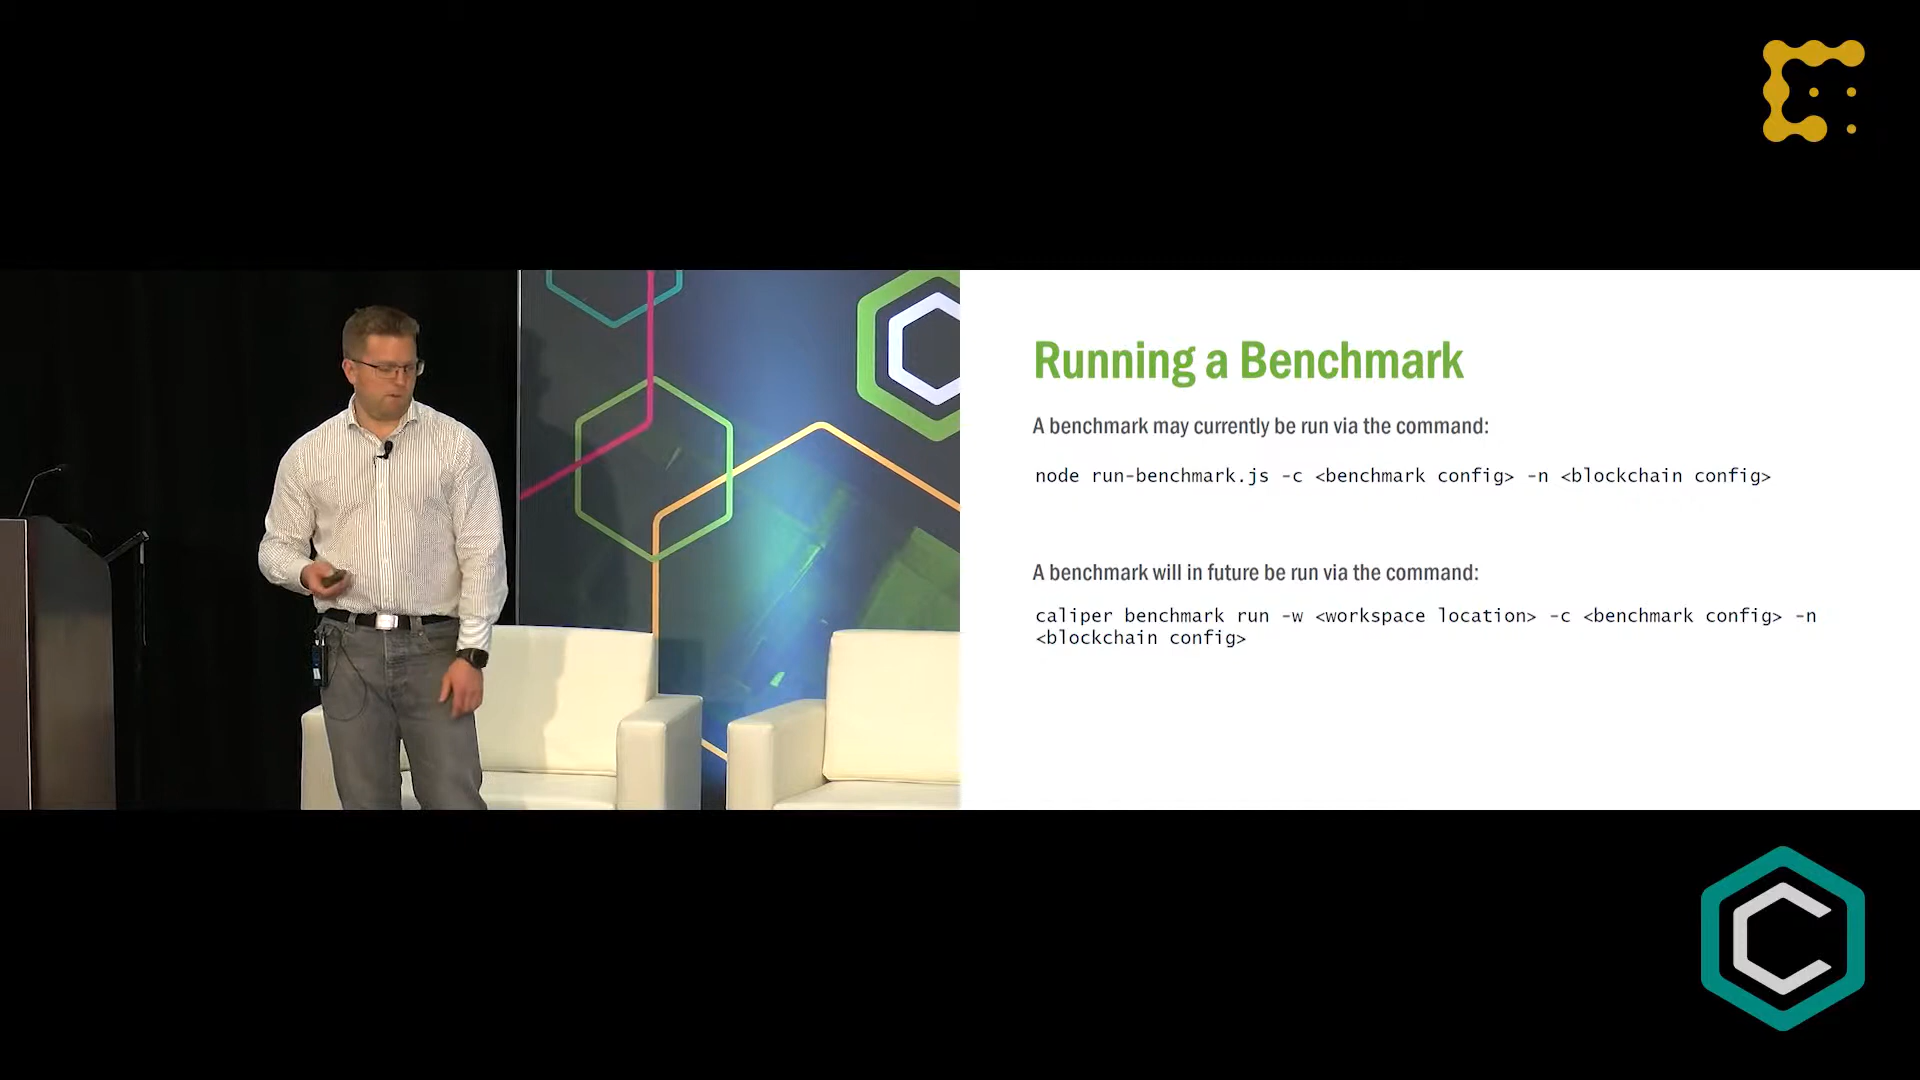 Running a Benchmark
A benchmark may currently be run via the command:
node run-benchmark.js -c <benchmark config> -n <blockchain config>
A benchmark will in future be run via the command:
caliper benchmark run -w <workspace location> -c <benchmark config> -n
<blockchain config>